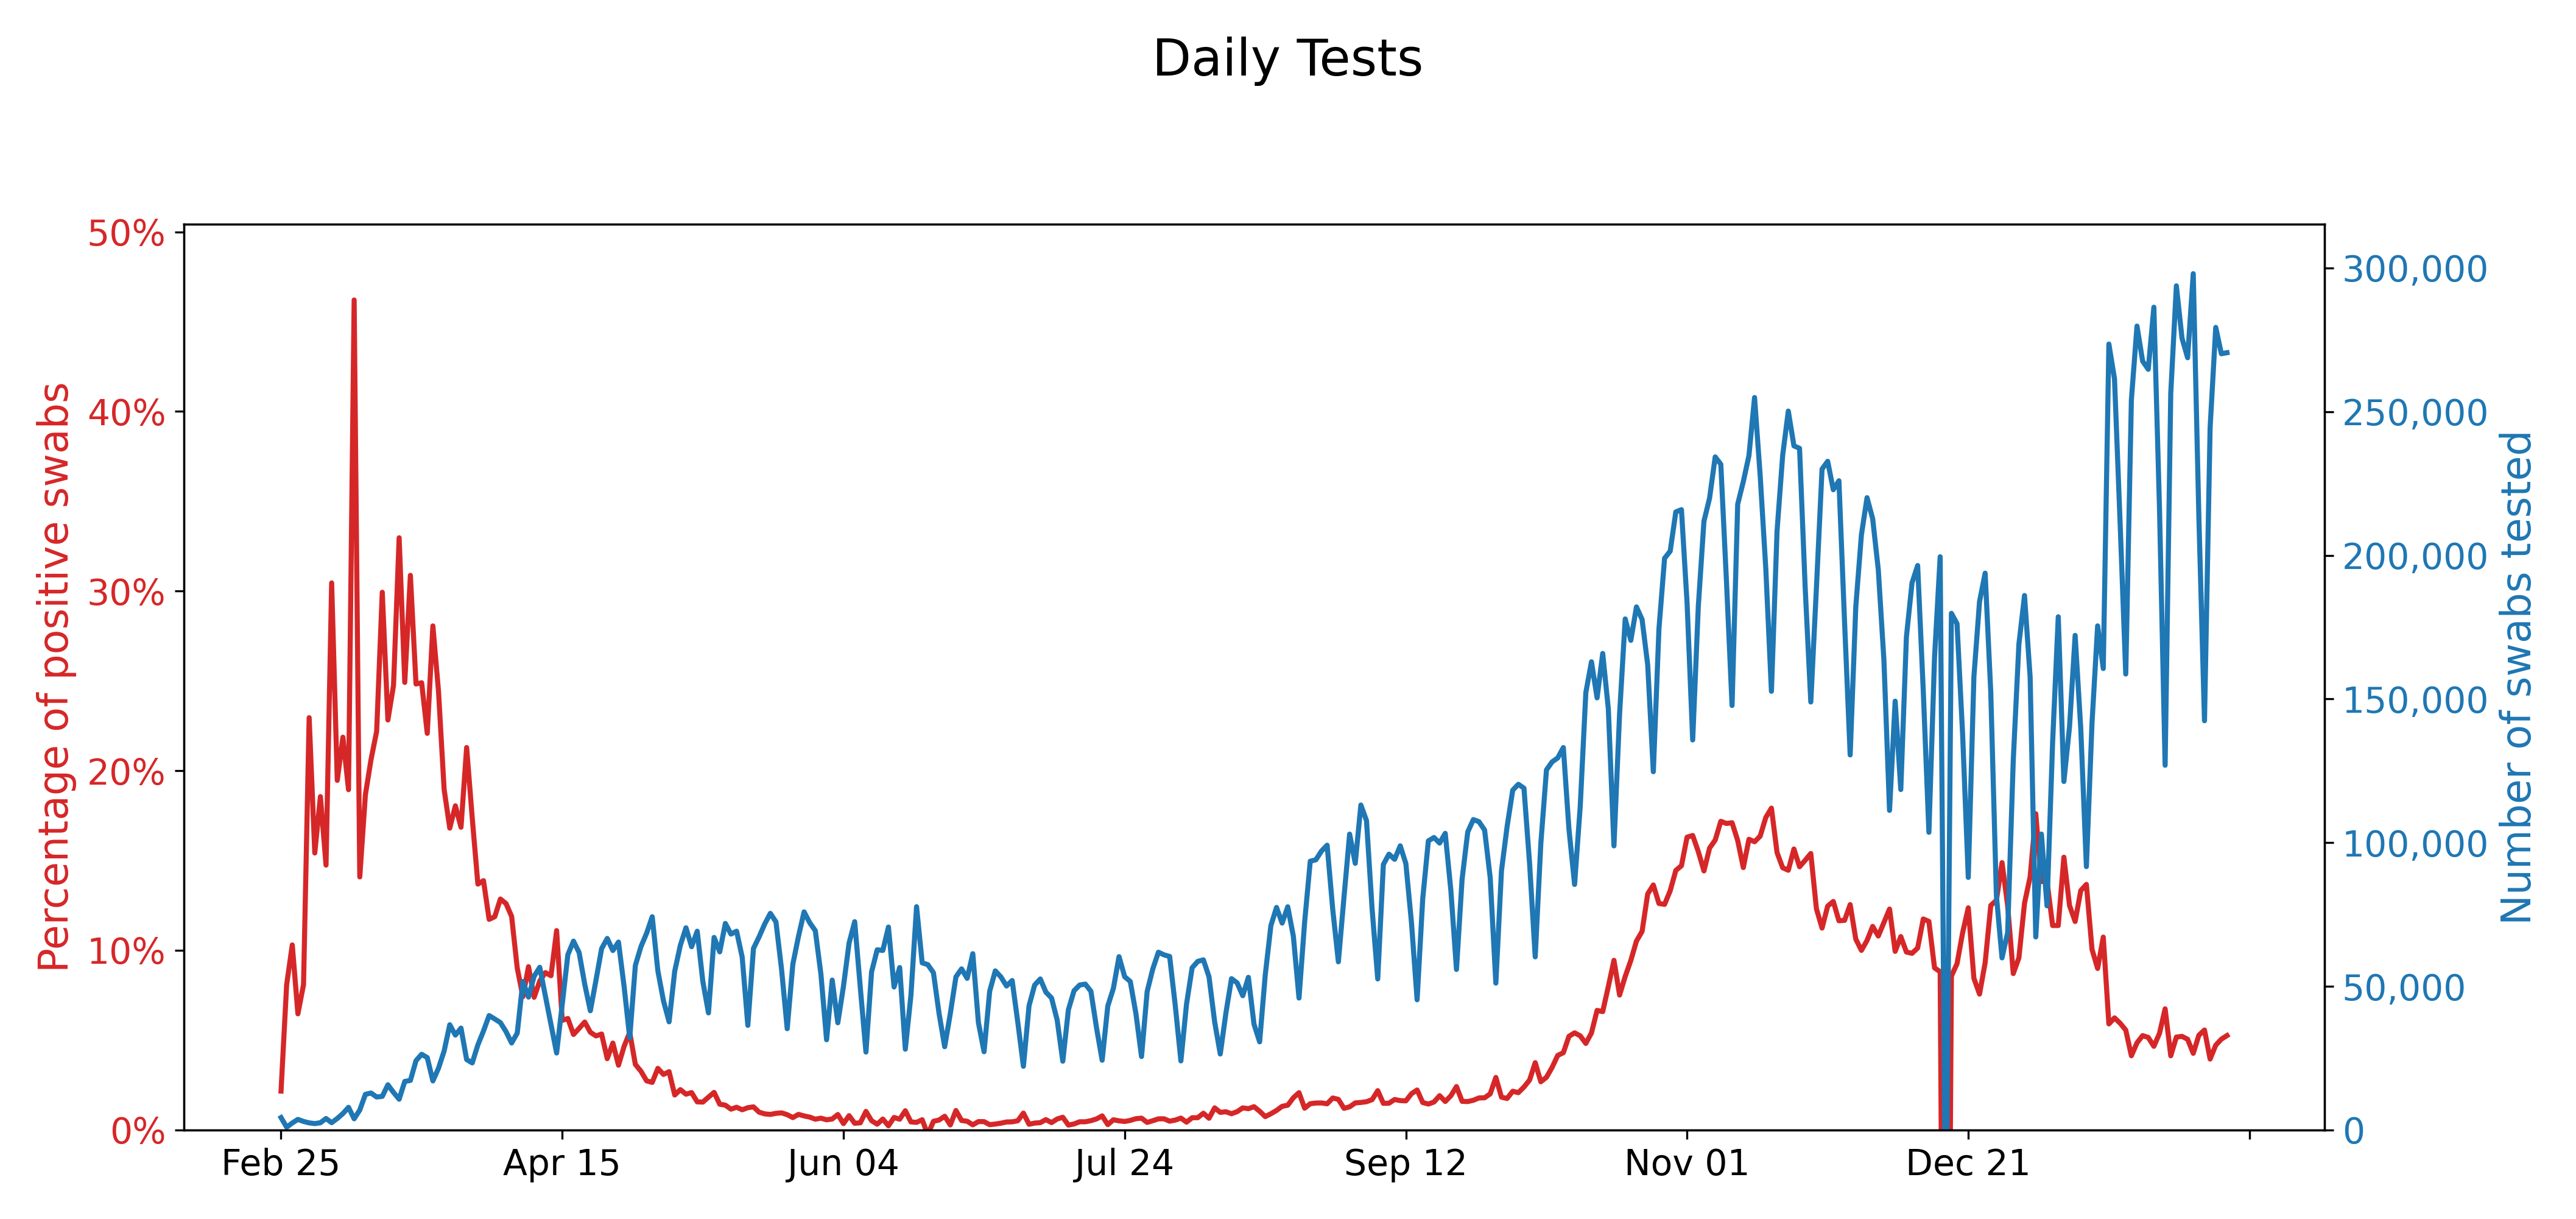 Daily Tests
50%
40%
30%
20%
10%
0%
Percentage of positive swabs
300,000
250,000
200,000
150,000
100,000
50,000
0
Number of swabs tested
Feb 25
Apr 15
Jun 04
Jul 24
Sep 12
Nov 01
Dec 21